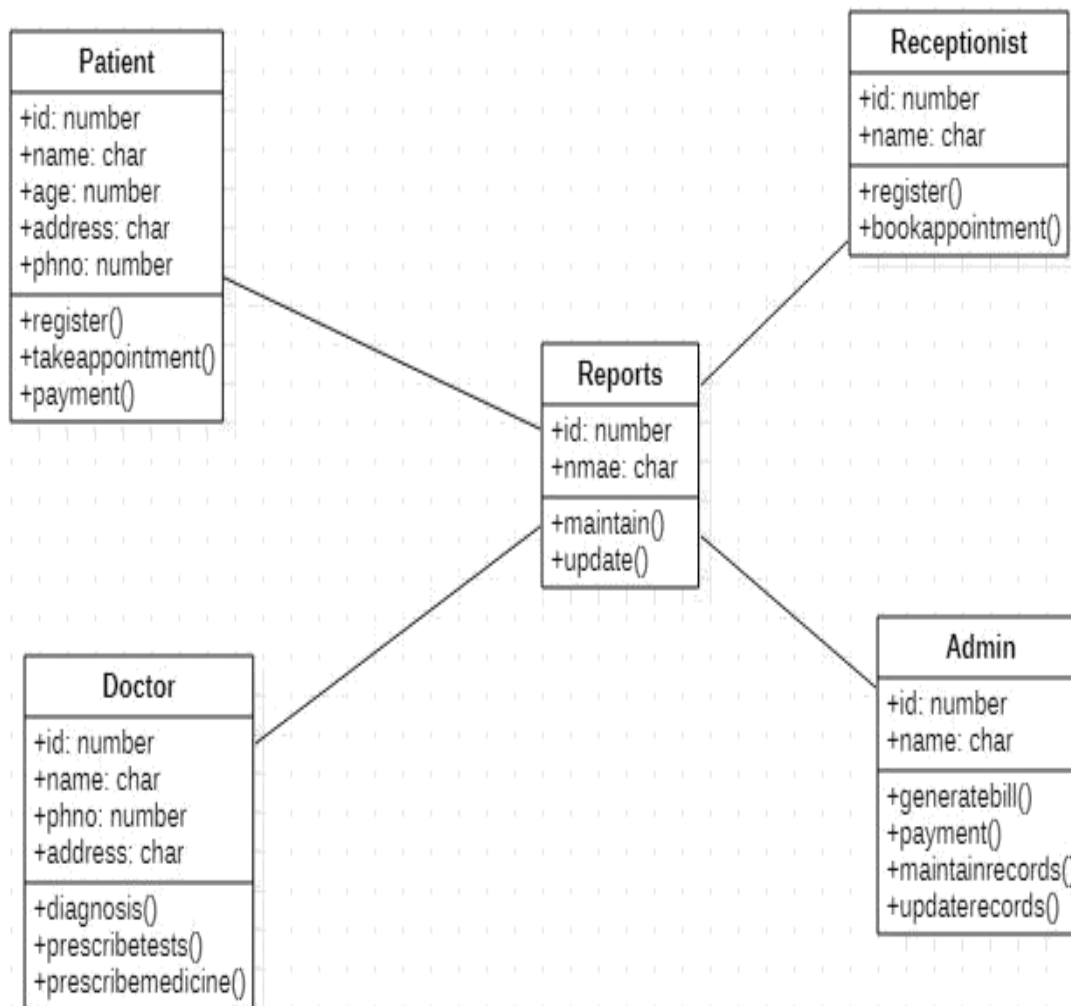 Patient
+id: number
+name: char
+age: number
+address: char
+phno: number
+register()
+takeappointment()
+payment()
Receptionist
+id: number
+name: char
+register()
+bookappointment()
Reports
+id: number
+nmae: char
+maintain()
+update()
Doctor
+id: number
+name: char
+phno: number
+address: char
+diagnosis()
+prescribetests()
+prescribemedicine()
Admin
+id: number
+name: char
+generatebill()
+payment()
+maintainrecords()
+updaterecords()